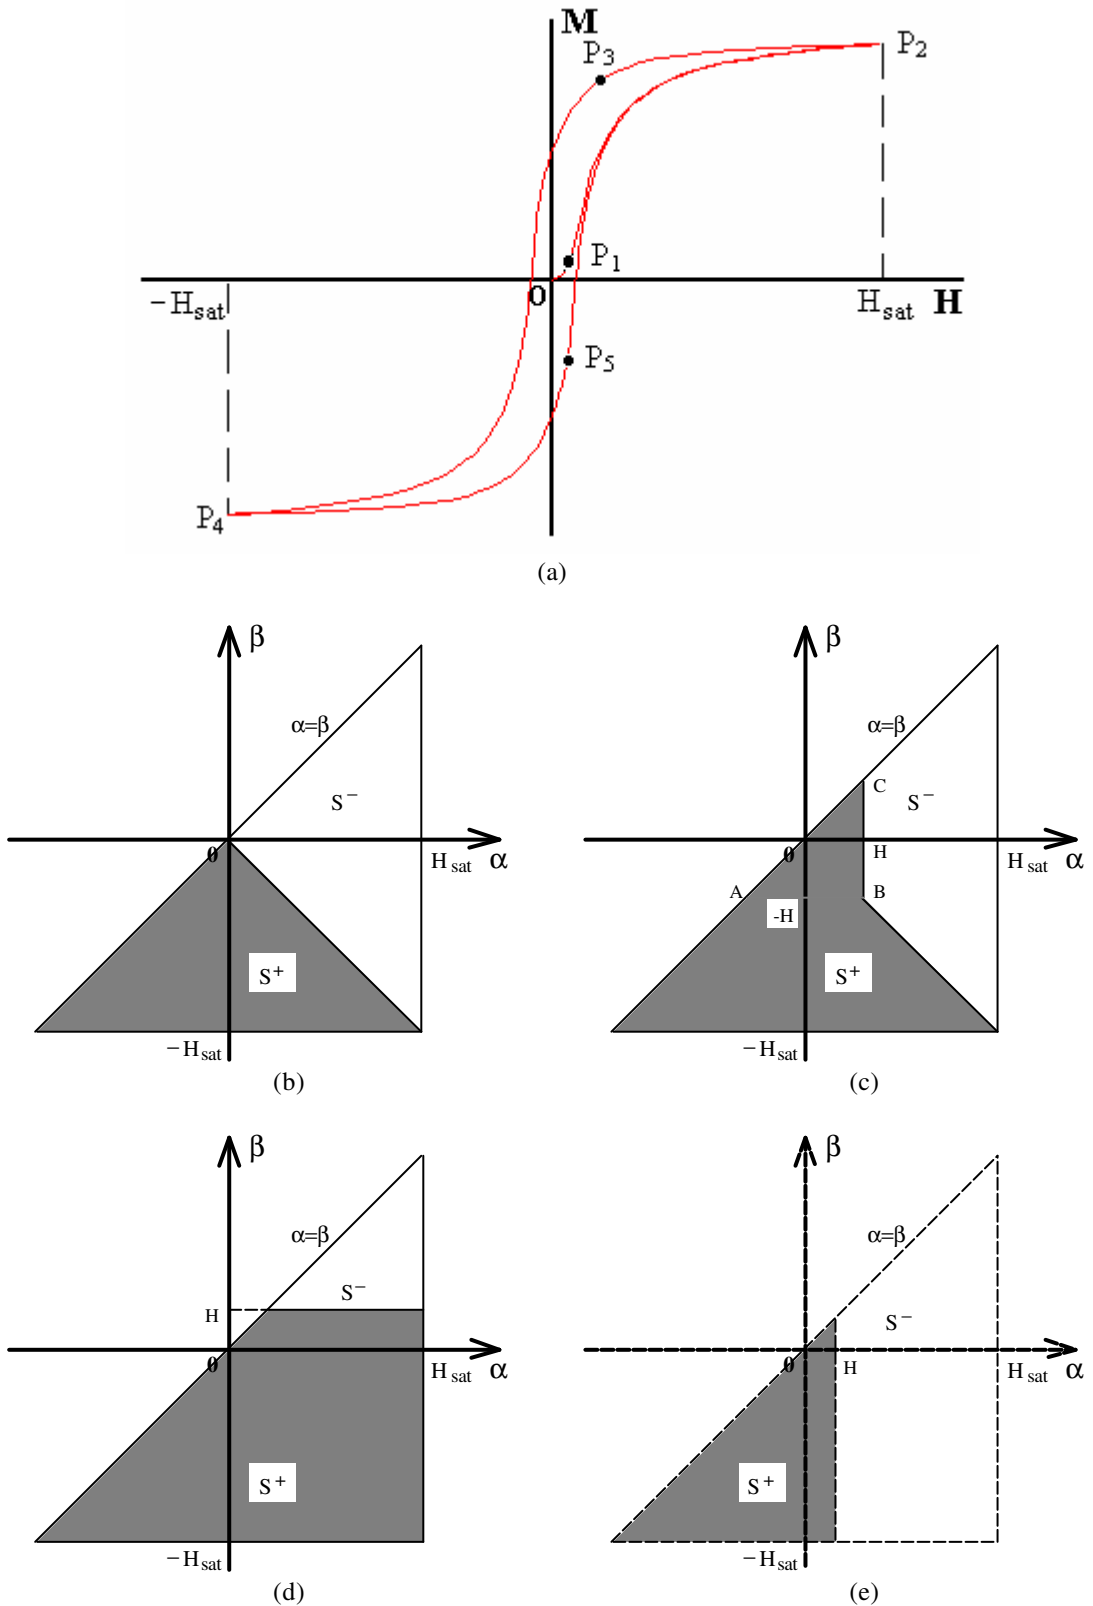 M
P3
P2
P1
-Hsat
0
Hsat
H
P5
P4
(a)
β
β
α=β
α=β
S−
C
S−
0
Hsat
α
0
H
Hsat
α
A
B
-H
S+
S+
−Hsat
−Hsat
(b)
(c)
β
β
α=β
α=β
S−
H
S−
0
Hsat
α
0
H
Hsat
α
S+
S+
−Hsat
−Hsat
(d)
(e)